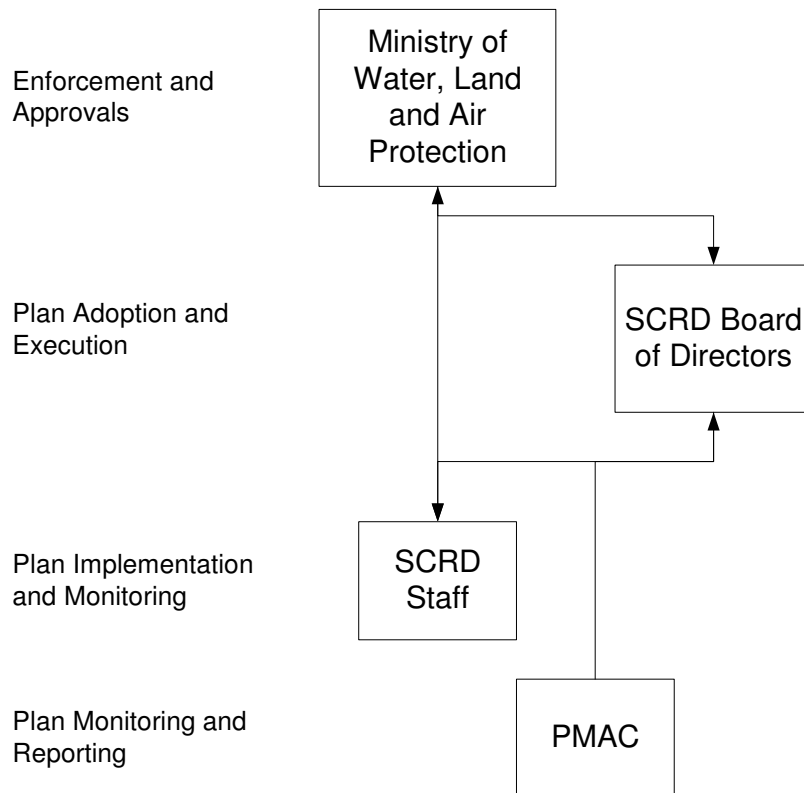 Enforcement and
Approvals
Ministry of
Water, Land
and Air
Protection
Plan Adoption and
Execution
SCRD Board
of Directors
Plan Implementation
and Monitoring
SCRD
Staff
Plan Monitoring and
Reporting
PMAC